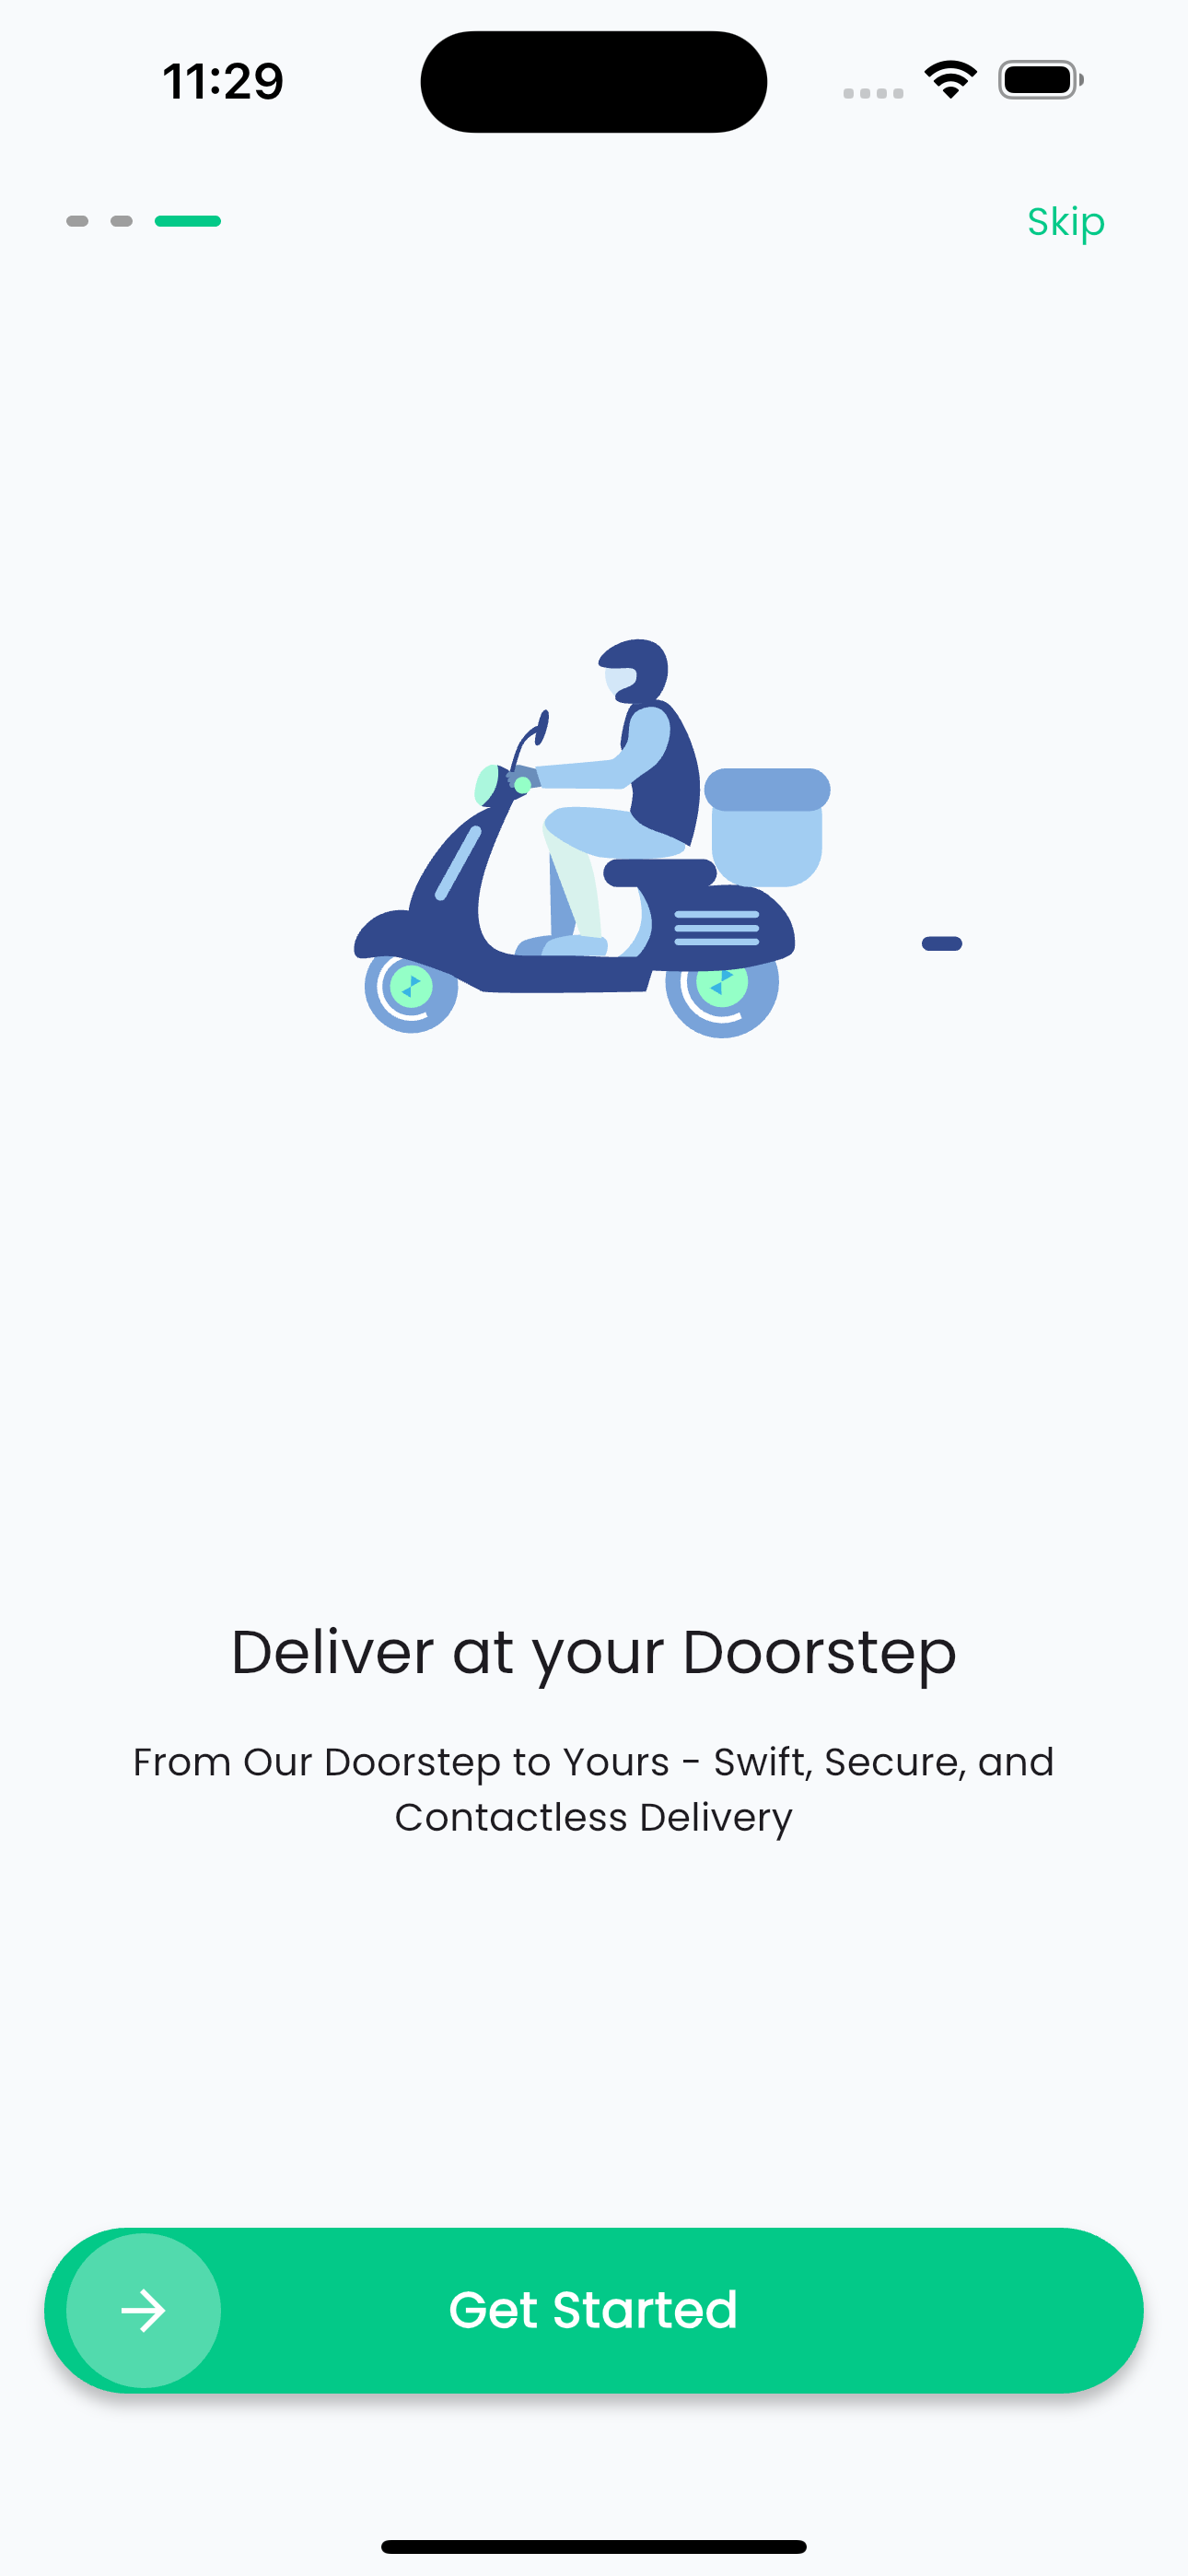 11:29
Skip
Deliver at your Doorstep
From Our Doorstep to Yours - Swift, Secure, and
Contactless Delivery
Get Started